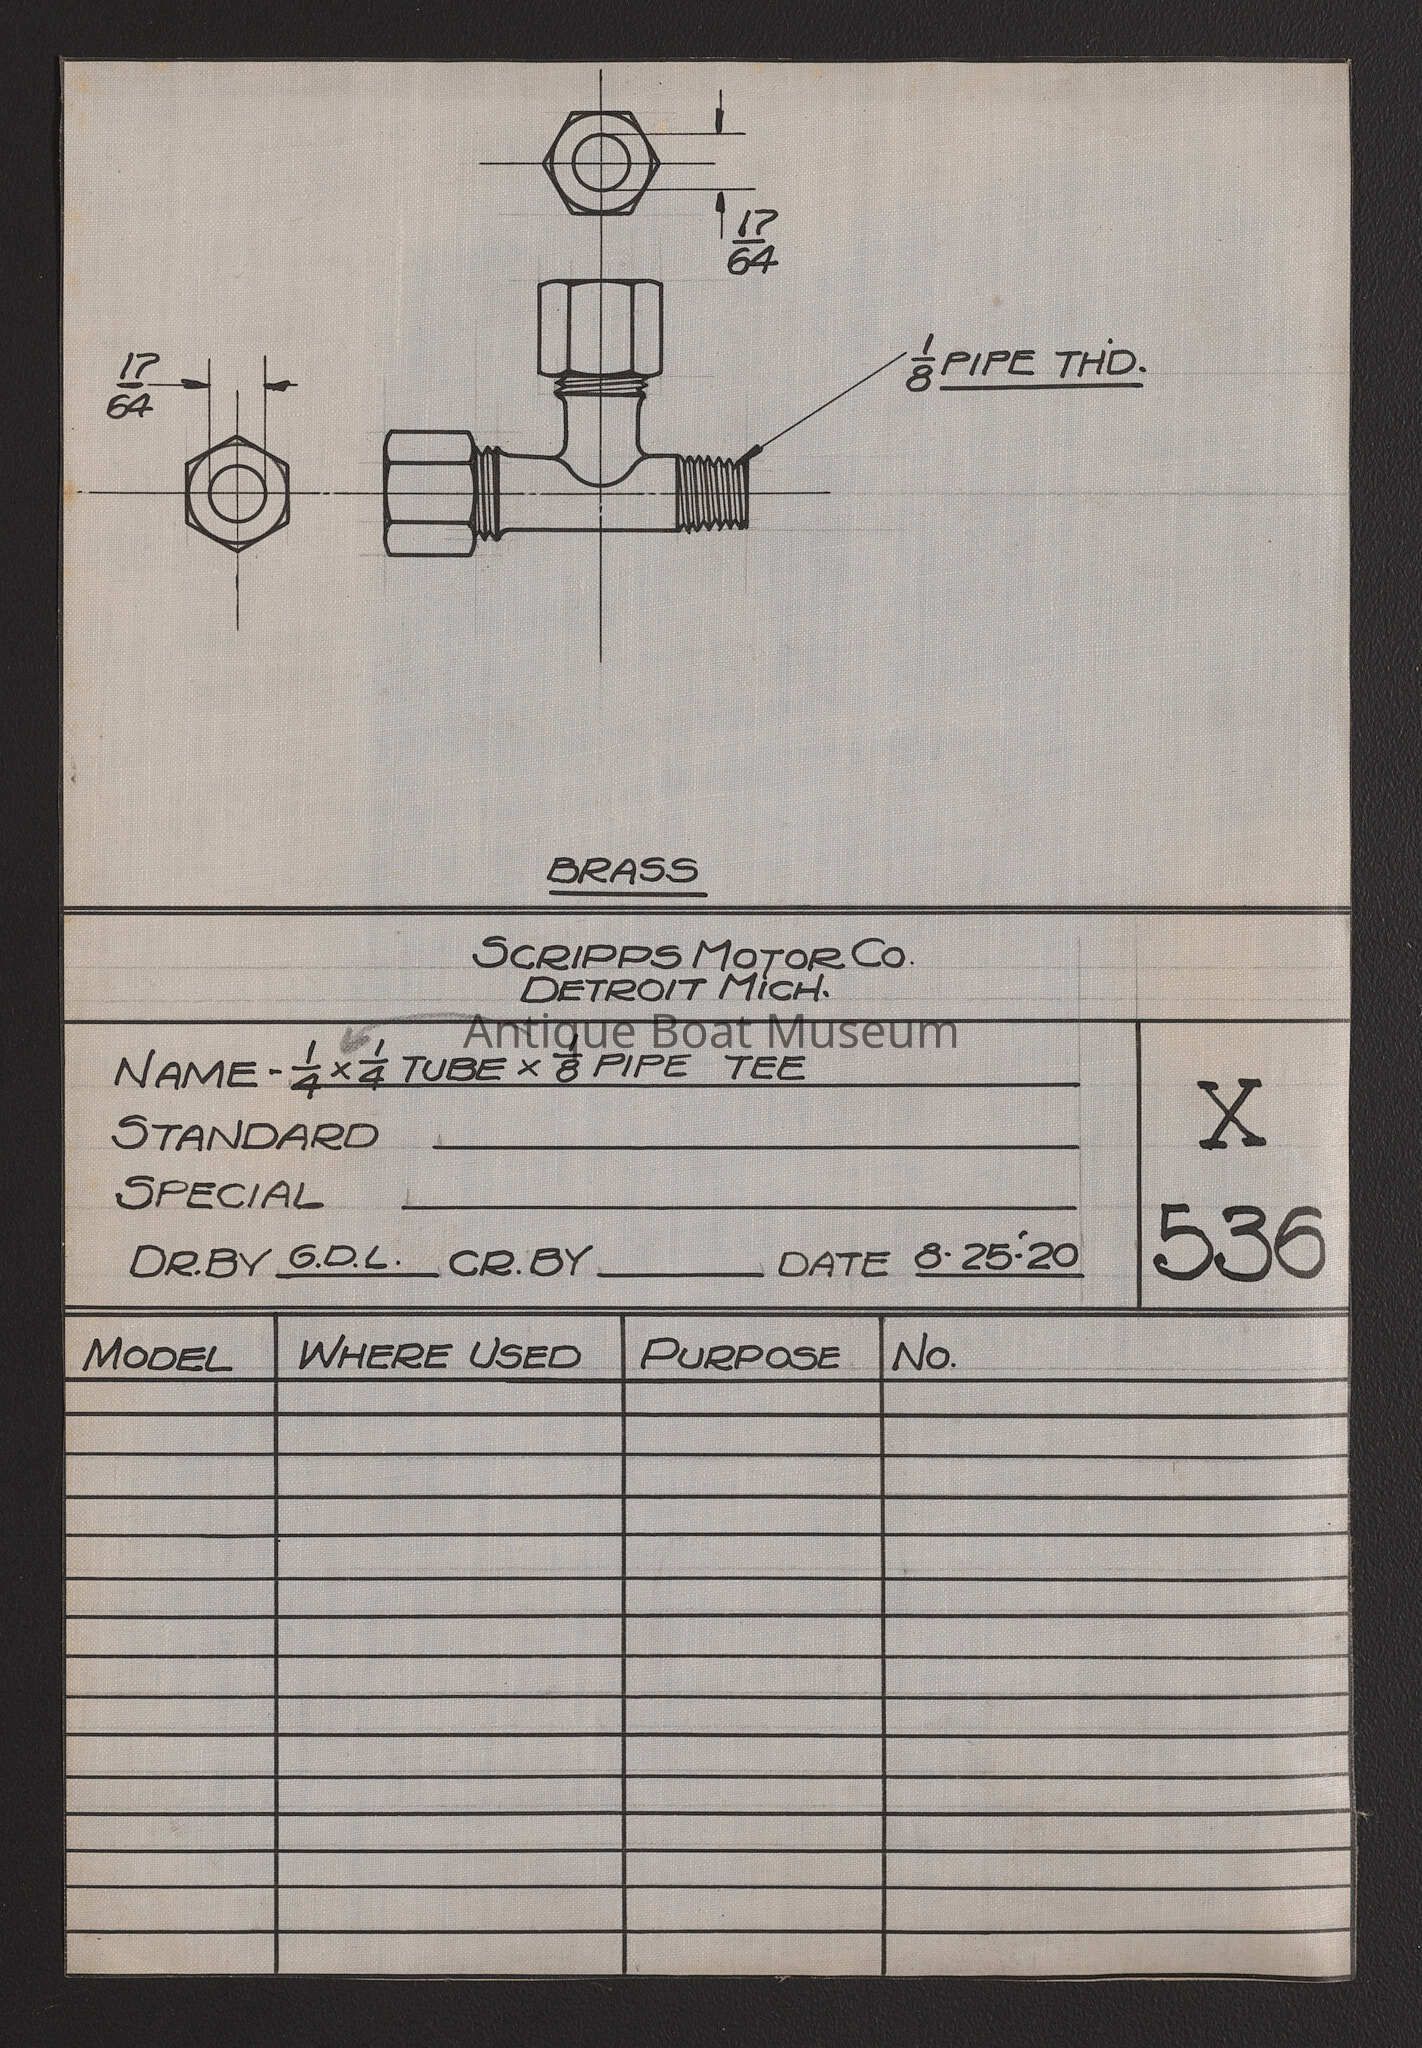 17/64
17/64
1/8 PIPE TH'D.
BRASS
SCRIPPS MOTOR CO.
DETROIT MICH.
Antique Boat Museum
NAME - 1/4 x 1/4 TUBE x 1/8 PIPE TEE
STANDARD
SPECIAL
DR. BY G.D.L. CR. BY DATE 8-25-'20
X
536
MODEL WHERE USED PURPOSE NO.